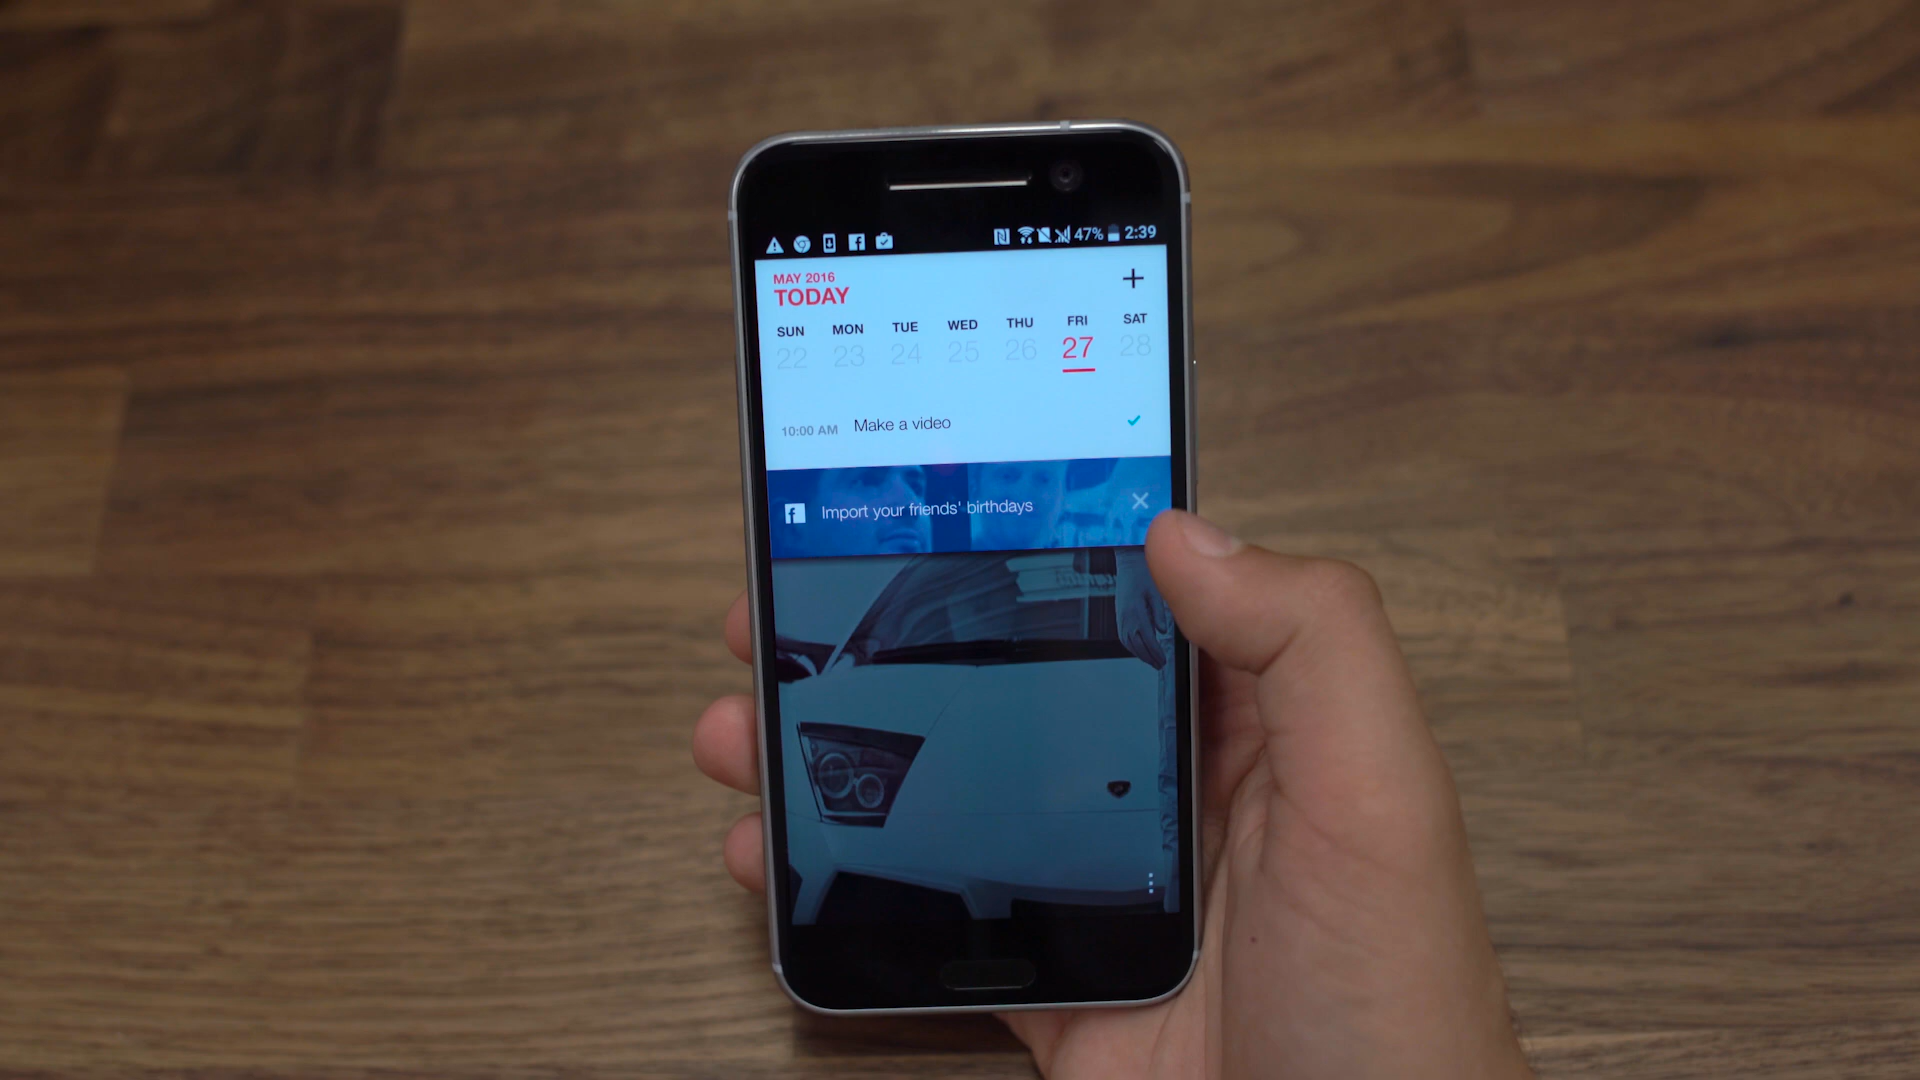 47% 2:39
MAY 2016
TODAY
SUN MON TUE WED THU FRI SAT
22 23 24 25 26 27 28
10:00 AM Make a video
f Import your friends' birthdays